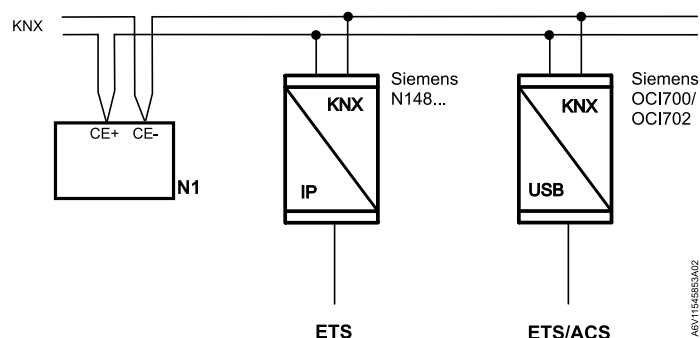 KNX
CE+ CE-
N1
KNX
IP
Siemens
N148...
KNX
USB
Siemens
OCI700/
OCI702
ETS
ETS/ACS
A6V11545853A02